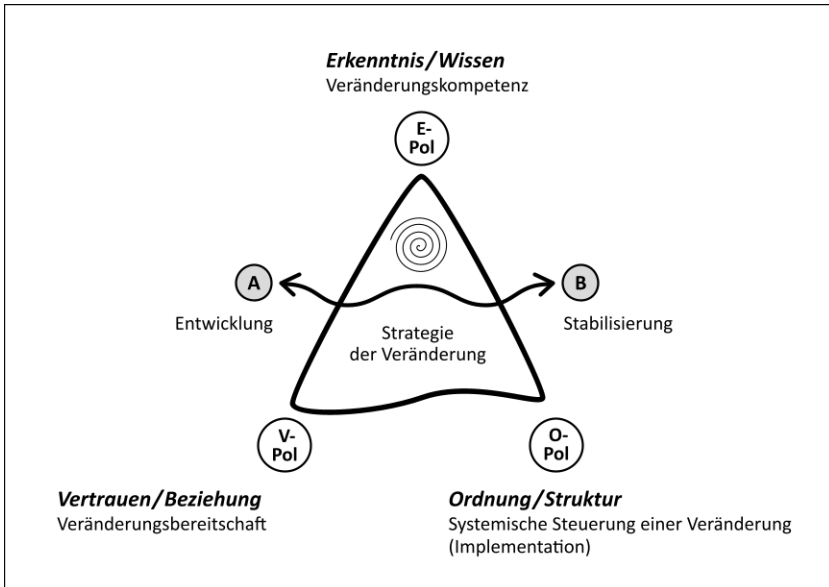 Erkenntnis/Wissen
Veränderungskompetenz
E-
Pol
A
B
Entwicklung
Stabilisierung
Strategie
der Veränderung
V-
Pol
O-
Pol
Vertrauen/Beziehung
Veränderungsbereitschaft
Ordnung/Struktur
Systemische Steuerung einer Veränderung
(Implementation)